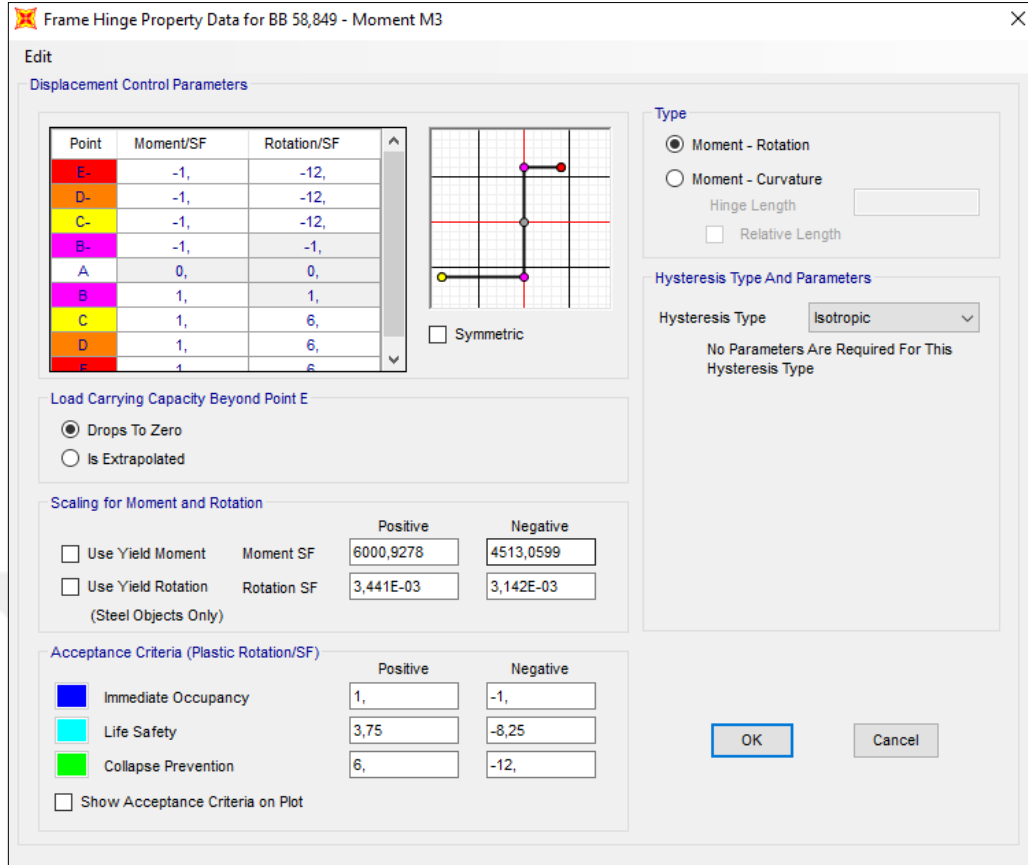 Frame Hinge Property Data for BB 58,849 - Moment M3
Edit
Displacement Control Parameters
Point Moment/SF Rotation/SF
E- -1, -12,
D- -1, -12,
C- -1, -12,
B- -1, -1,
A 0, 0,
B 1, 1,
C 1, 6,
D 1, 6,
E 1 6
Symmetric
Type
Moment - Rotation
Moment - Curvature
Hinge Length
Relative Length
Hysteresis Type And Parameters
Hysteresis Type Isotropic
No Parameters Are Required For This
Hysteresis Type
Load Carrying Capacity Beyond Point E
Drops To Zero
Is Extrapolated
Scaling for Moment and Rotation
Positive Negative
Use Yield Moment Moment SF 6000,9278 4513,0599
Use Yield Rotation Rotation SF 3,441E-03 3,142E-03
(Steel Objects Only)
Acceptance Criteria (Plastic Rotation/SF)
Positive Negative
Immediate Occupancy 1, -1,
Life Safety 3,75 -8,25
Collapse Prevention 6, -12,
Show Acceptance Criteria on Plot
OK Cancel